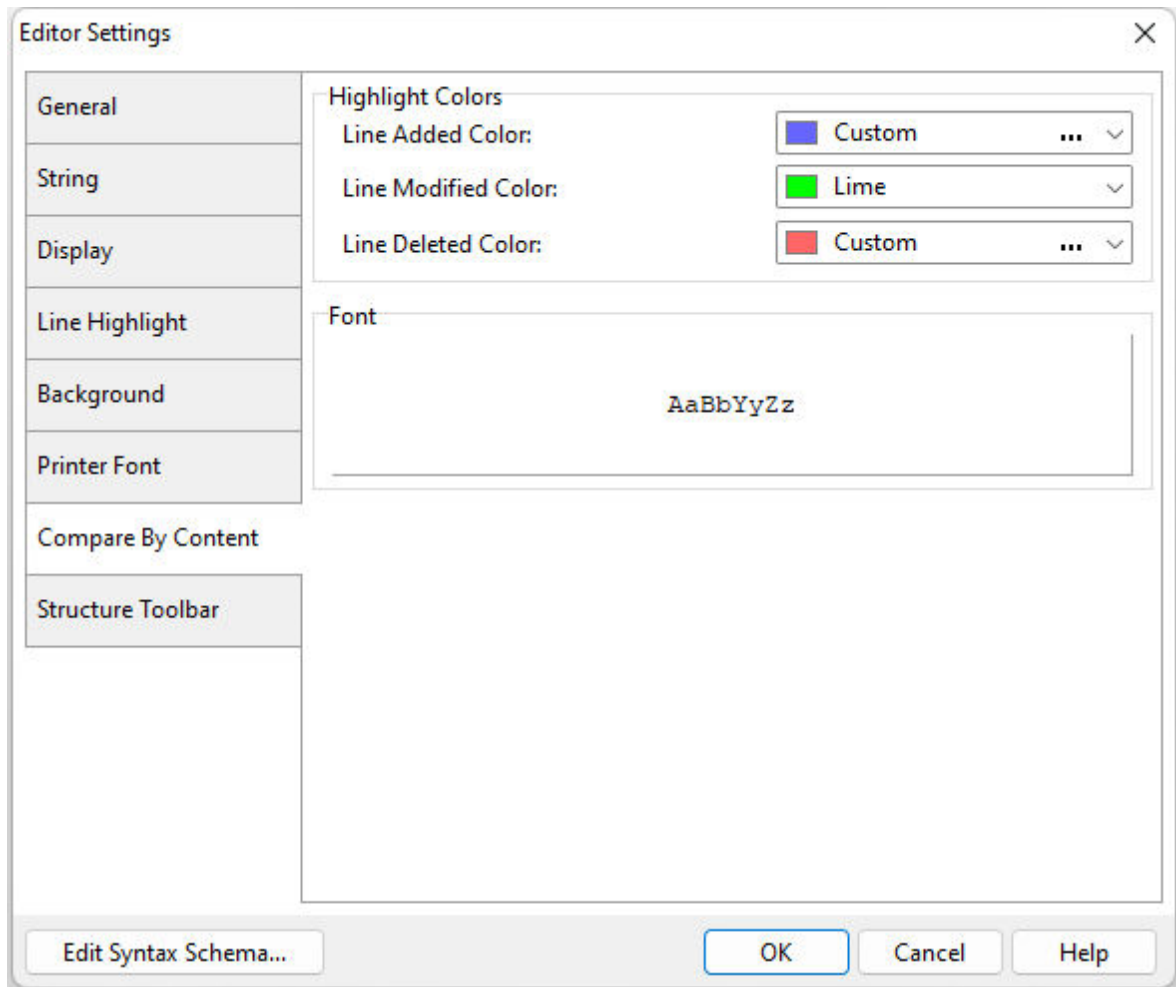 Editor Settings
General
String
Display
Line Highlight
Background
Printer Font
Compare By Content
Structure Toolbar
Highlight Colors
Line Added Color: Custom ...
Line Modified Color: Lime
Line Deleted Color: Custom ...
Font
AaBbYyZz
Edit Syntax Schema... OK Cancel Help